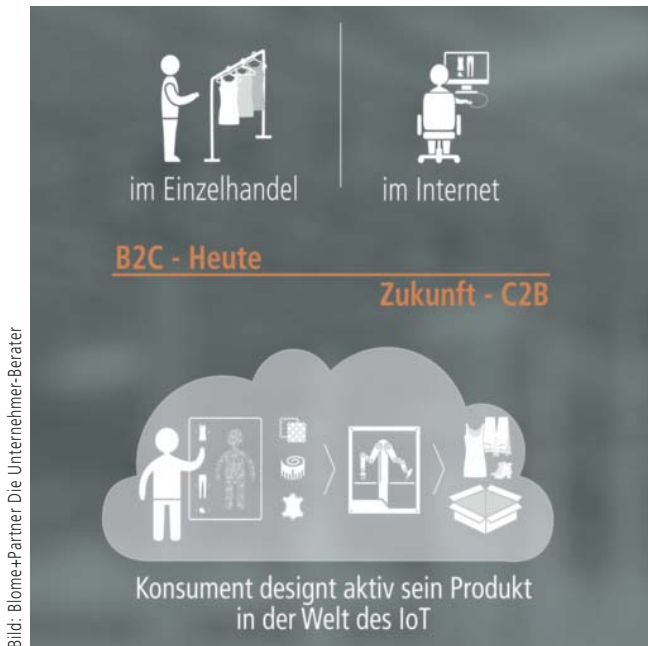 im Einzelhandel
im Internet
B2C - Heute
Zukunft - C2B
Konsument designt aktiv sein Produkt
in der Welt des IoT
Bild: Blome+Partner Die Unternehmer-Berater